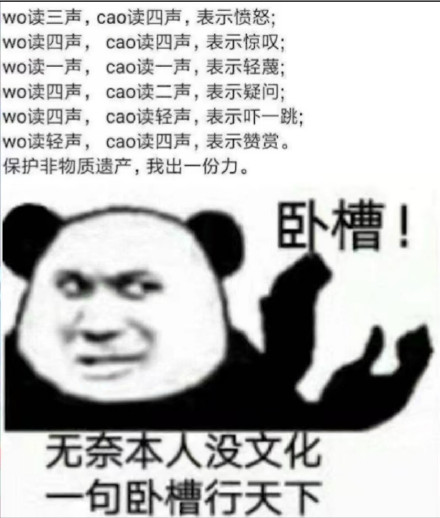 wo读三声, cao读四声, 表示愤怒;
wo读四声， cao读四声, 表示惊叹;
wo读一声， cao读一声, 表示轻蔑;
wo读四声， cao读二声, 表示疑问;
wo读四声， cao读轻声, 表示吓一跳;
wo读轻声， cao读四声, 表示赞赏。
保护非物质遗产, 我出一份力。
卧槽!
无奈本人没文化
一句卧槽行天下